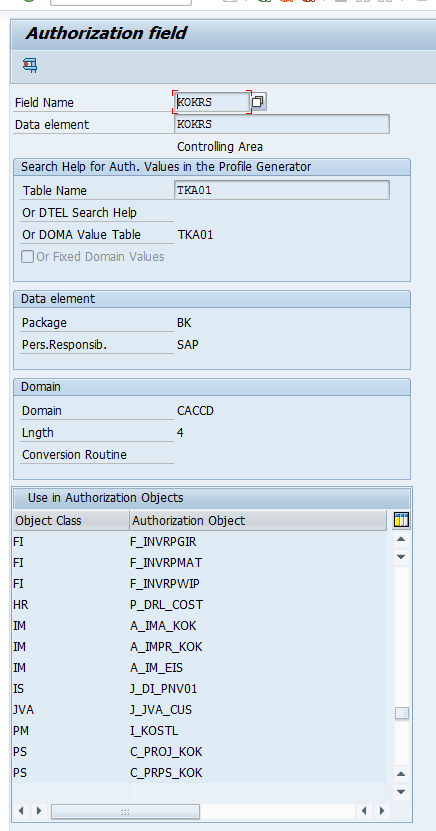 Authorization field
Field Name KOKRS
Data element KOKRS
Controlling Area
Search Help for Auth. Values in the Profile Generator
Table Name TKA01
Or DTEL Search Help
Or DOMA Value Table TKA01
Or Fixed Domain Values
Data element
Package BK
Pers.Responsib. SAP
Domain
Domain CACCD
Lngth 4
Conversion Routine
Use in Authorization Objects
Object Class Authorization Object
FI F_INVRPGIR
FI F_INVRPMAT
FI F_INVRPWIP
HR P_DRL_COST
IM A_IMA_KOK
IM A_IMPR_KOK
IM A_IM_EIS
IS J_DI_PNV01
JVA J_JVA_CUS
PM I_KOSTL
PS C_PROJ_KOK
PS C_PRPS_KOK